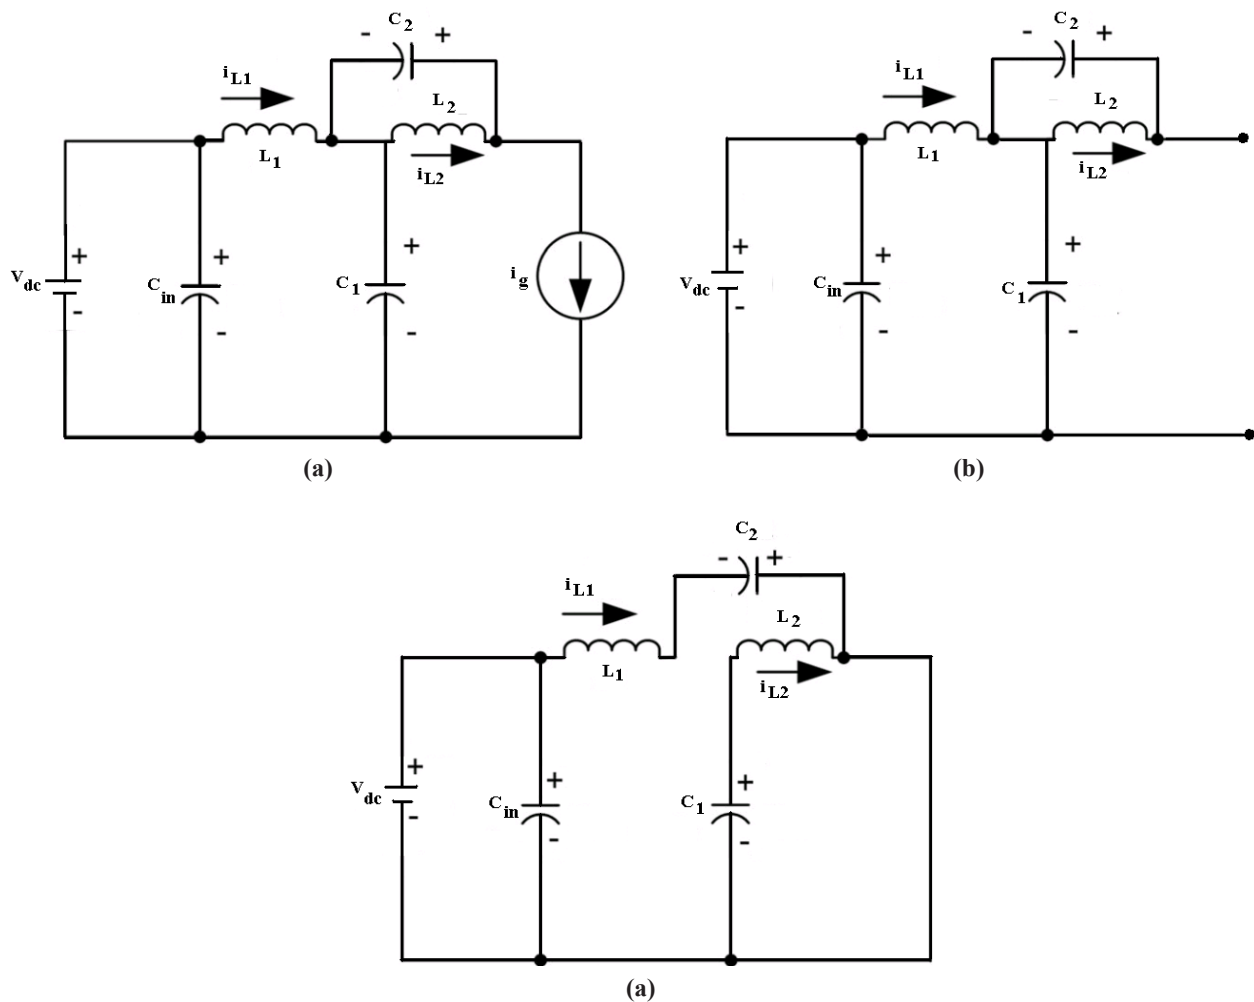 C2
- +
iL1
L2
L1
iL2
Vdc
+
-
Cin
+
-
C1
+
-
ig
(a)
C2
- +
iL1
L2
L1
iL2
Vdc
+
-
Cin
+
-
C1
+
-
(b)
C2
- +
iL1
L2
L1
iL2
Vdc
+
-
Cin
+
-
C1
+
-
(a)